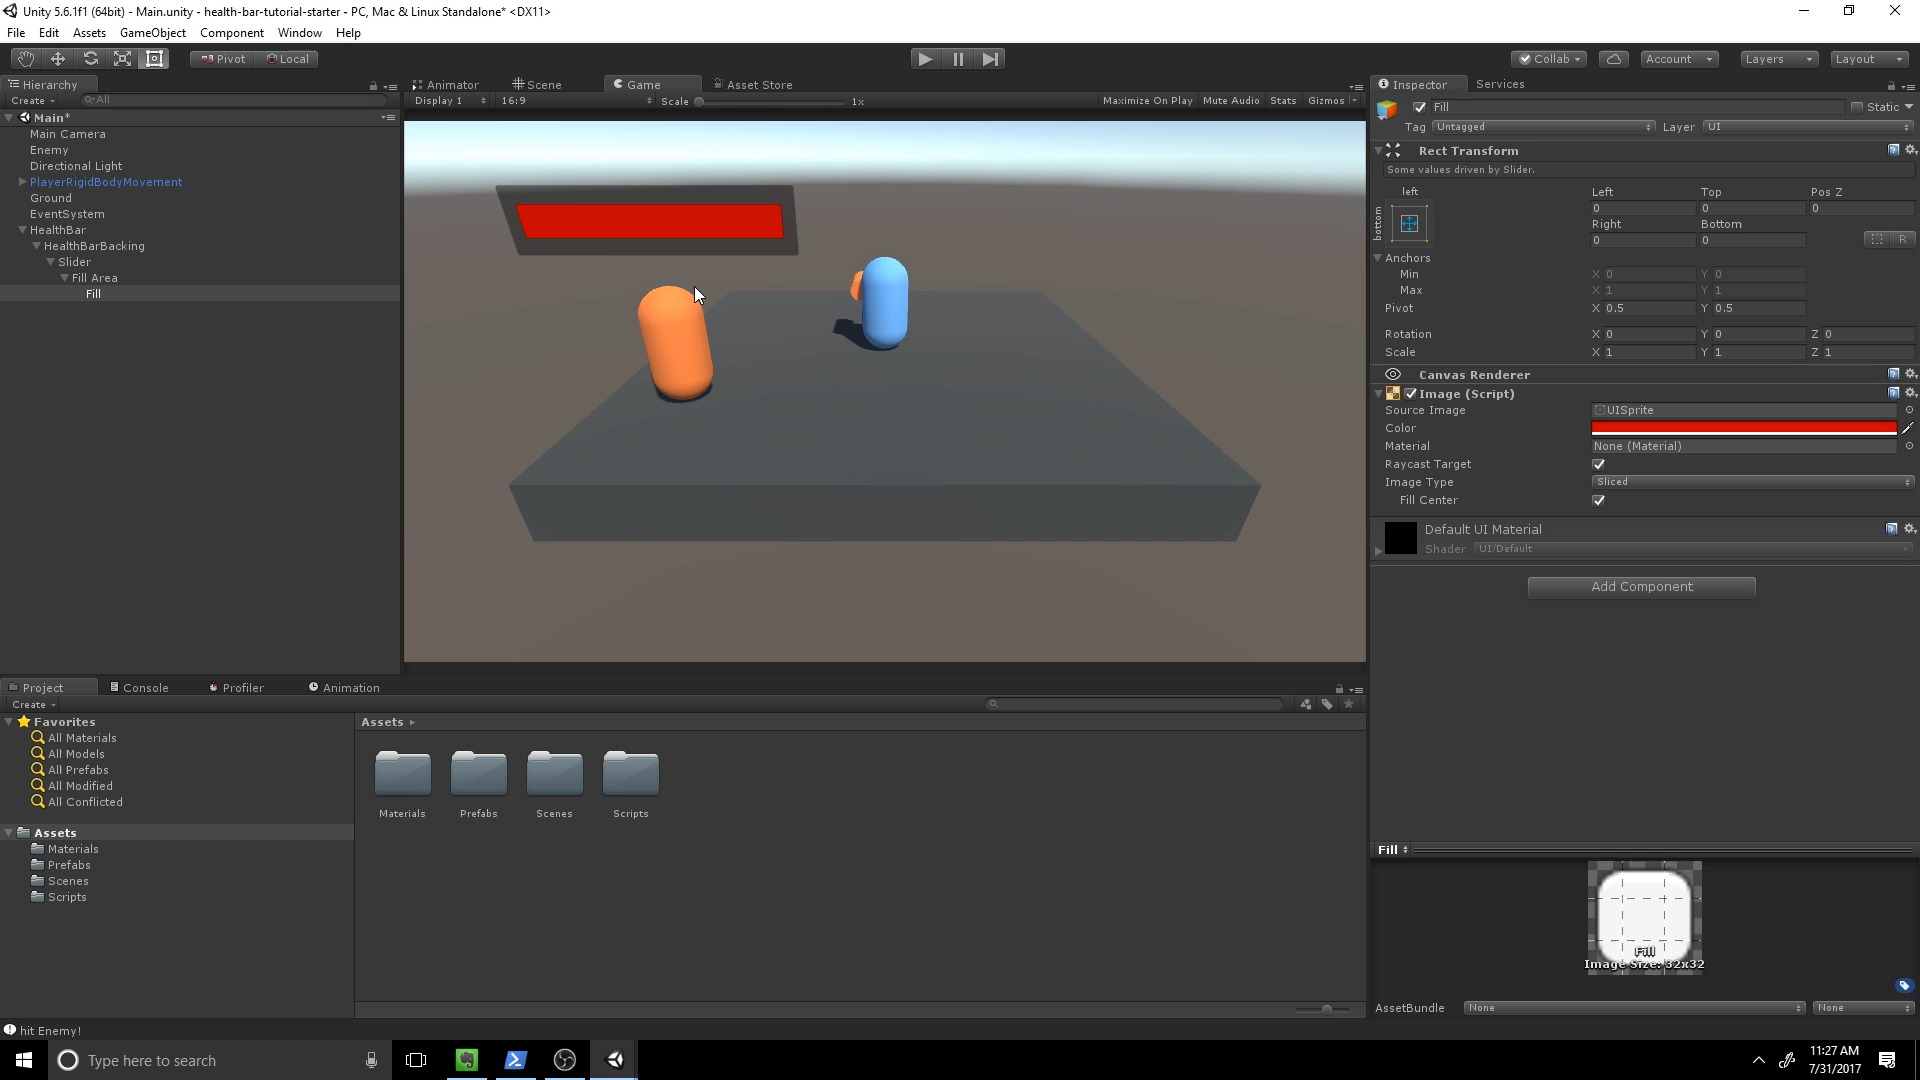 Unity 5.6.1f1 (64bit) - Main.unity - health-bar-tutorial-starter - PC, Mac & Linux Standalone* <DX11>
File Edit Assets GameObject Component Window Help
Pivot Local Collab Account Layers Layout
Hierarchy
Create All
Main*
Main Camera
Enemy
Directional Light
PlayerRigidBodyMovement
Ground
EventSystem
HealthBar
HealthBarBacking
Slider
Fill Area
Fill
Animator Scene Game Asset Store
Display 1 16:9 Scale 1x Maximize On Play Mute Audio Stats Gizmos
Inspector Services
Fill Static
Tag Untagged Layer UI
Rect Transform
Some values driven by Slider.
left Left Top Pos Z
bottom 0 0 0
Right Bottom
0 0 R
Anchors
Min X 0 Y 0
Max X 1 Y 1
Pivot X 0.5 Y 0.5
Rotation X 0 Y 0 Z 0
Scale X 1 Y 1 Z 1
Canvas Renderer
Image (Script)
Source Image UISprite
Color
Material None (Material)
Raycast Target
Image Type Sliced
Fill Center
Default UI Material
Shader UI/Default
Add Component
Project Console Profiler Animation
Create
Favorites
All Materials
All Models
All Prefabs
All Modified
All Conflicted
Assets
Materials
Prefabs
Scenes
Scripts
Assets
Materials Prefabs Scenes Scripts
Fill
Fill
Image Size: 32x32
AssetBundle None None
hit Enemy!
Type here to search
11:27 AM
7/31/2017